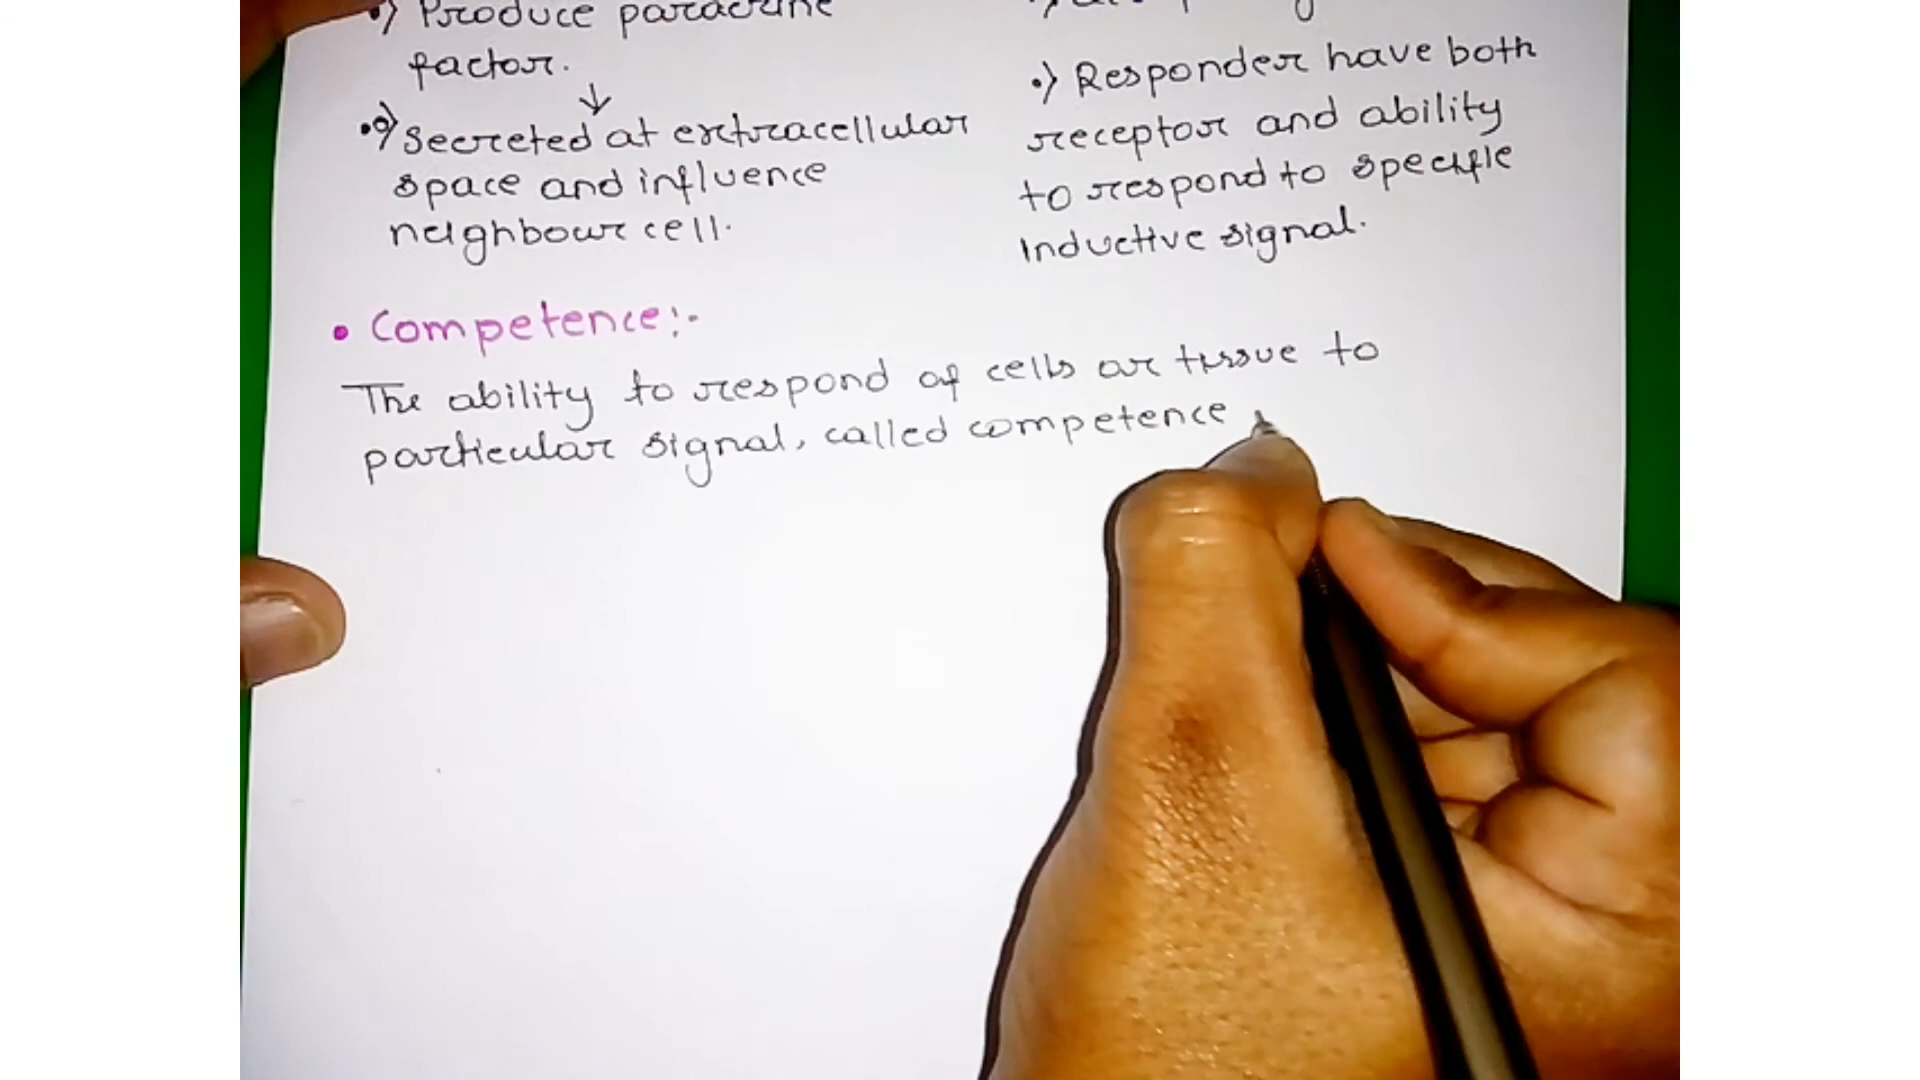 •) Produce paracrine
factor.
↓
•) Secreted at extracellular
space and influence
neighbour cell.
•) Responder have both
receptor and ability
to respond to specific
Inductive signal.
• Competence:-
The ability to respond of cells or tissue to
particular signal, called competence